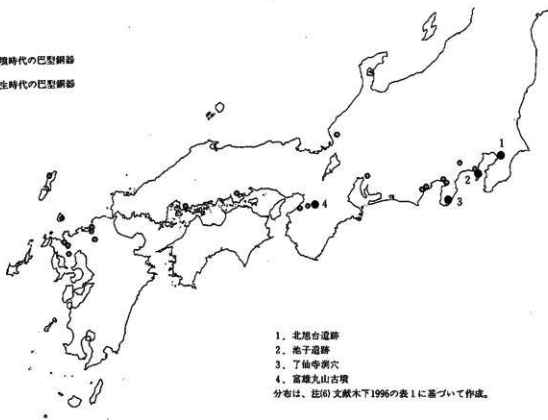 墳時代の巴型銅器
生時代の巴型銅器
1
2
3
4
1．北旭台遺跡
2．池子遺跡
3．了仙寺洞穴
4．富雄丸山古墳
分布は、注(6)文献木下1996の表1に基づいて作成。